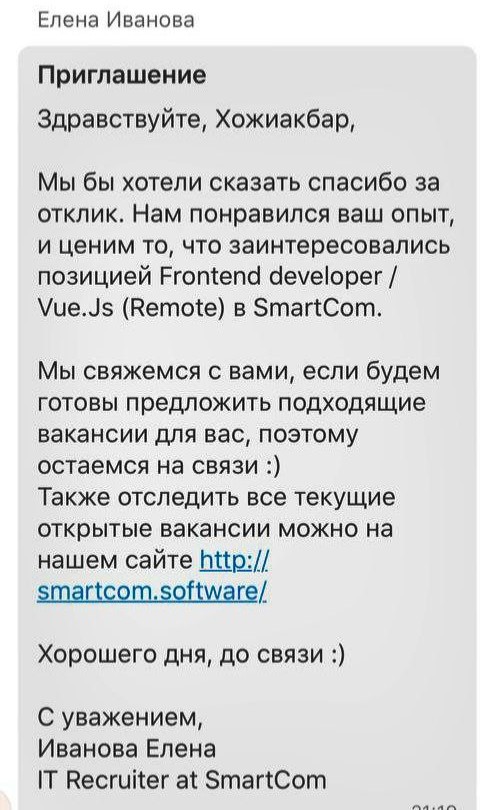 Елена Иванова
Приглашение
Здравствуйте, Хожиакбар,
Мы бы хотели сказать спасибо за
отклик. Нам понравился ваш опыт,
и ценим то, что заинтересовались
позицией Frontend developer /
Vue.Js (Remote) в SmartCom.
Мы свяжемся с вами, если будем
готовы предложить подходящие
вакансии для вас, поэтому
остаемся на связи :)
Также отследить все текущие
открытые вакансии можно на
нашем сайте http://
smartcom.software/
Хорошего дня, до связи :)
С уважением,
Иванова Елена
IT Recruiter at SmartCom